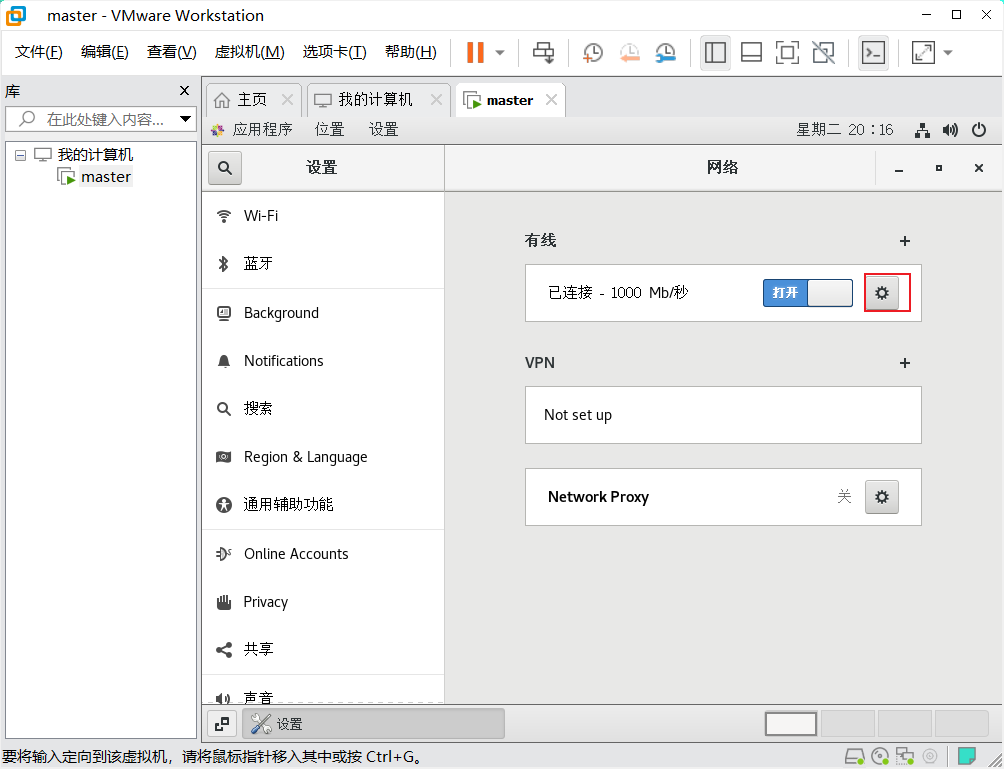 master - VMware Workstation
文件(F) 编辑(E) 查看(V) 虚拟机(M) 选项卡(T) 帮助(H)
库
在此处键入内容...
我的计算机
master
主页 我的计算机 master
应用程序 位置 设置 星期二 20：16
设置 网络
Wi-Fi
蓝牙
Background
Notifications
搜索
Region & Language
通用辅助功能
Online Accounts
Privacy
共享
声音
有线
已连接 - 1000 Mb/秒 打开
VPN
Not set up
Network Proxy 关
设置
要将输入定向到该虚拟机，请将鼠标指针移入其中或按 Ctrl+G。